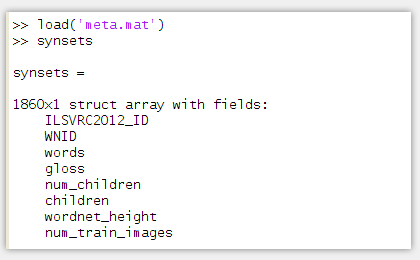 >> load('meta.mat')
>> synsets
synsets =
1860x1 struct array with fields:
ILSVRC2012_ID
WNID
words
gloss
num_children
children
wordnet_height
num_train_images